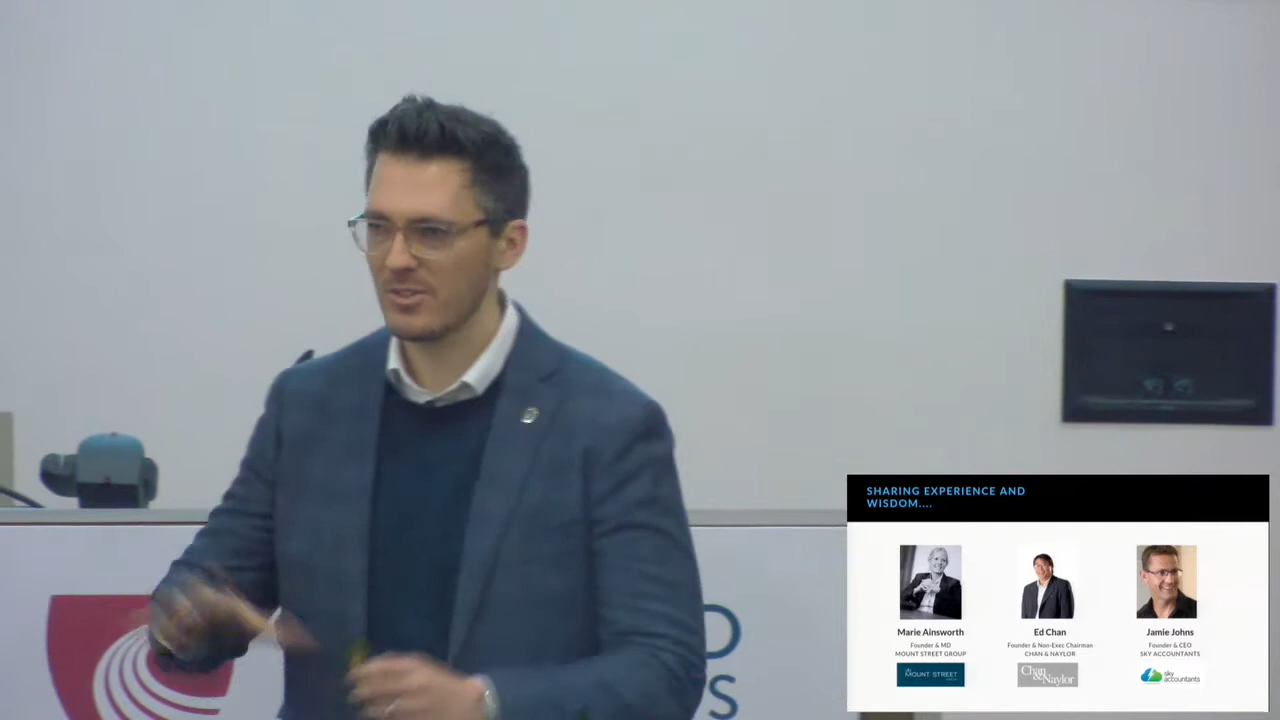 SHARING EXPERIENCE AND
WISDOM....
Marie Ainsworth
Founder & MD
MOUNT STREET GROUP
MOUNT STREET
Ed Chan
Founder & Non-Exec Chairman
CHAN & NAYLOR
Chan
&Naylor
Jamie Johns
Founder & CEO
SKY ACCOUNTANTS
sky
accountants
D
S